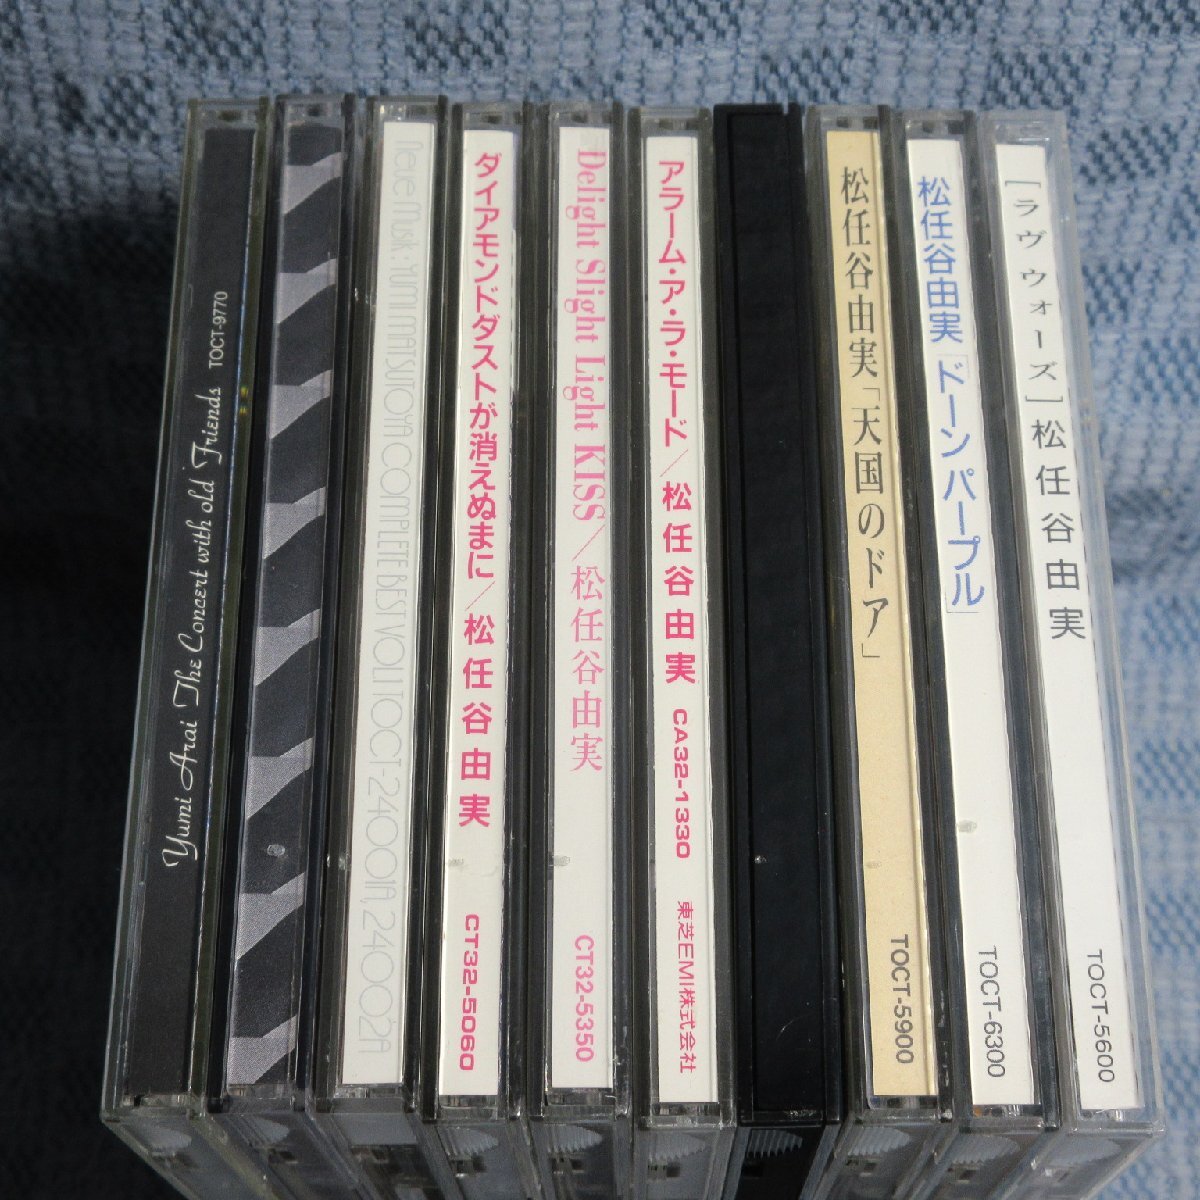 Yumi Arai The Concert with old Friends TOCT-9770
Neue Musik : YUMI MATSUTOYA COMPLETE BEST VOL.1 TOCT-24001A, 24002A
ダイアモンドダストが消えぬまに／松任谷由実 CT32-5060
Delight Slight Light KISS／松任谷由実 CT32-5350
アラーム・ア・ラ・モード／松任谷由実 CA32-1330 東芝EMI株式会社
松任谷由実「天国のドア」 TOCT-5900
松任谷由実「ドーン パープル」 TOCT-6300
[ラヴ ウォーズ]松任谷由実 TOCT-5600